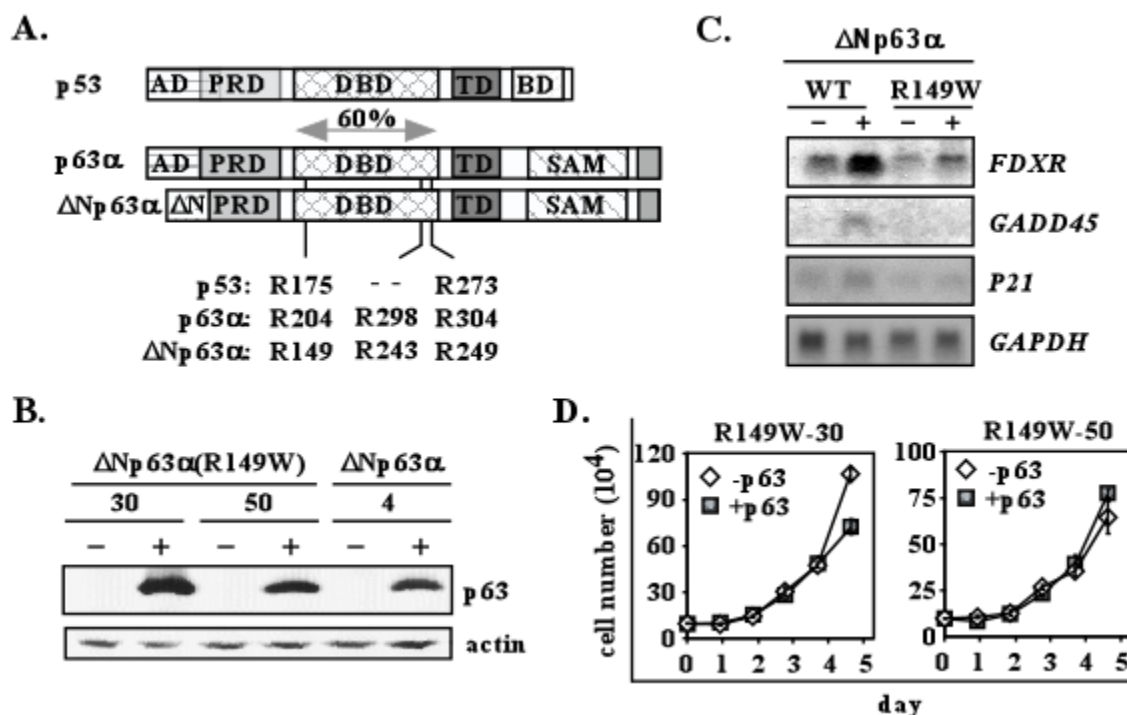 A.
p53
AD PRD DBD TD BD
60%
p63α
AD PRD DBD TD SAM
ΔNp63α
ΔN PRD DBD TD SAM
p53: R175 - - R273
p63α: R204 R298 R304
ΔNp63α: R149 R243 R249
B.
ΔNp63α(R149W) ΔNp63α
30 50 4
– + – + – +
p63
actin
C.
ΔNp63α
WT R149W
– + – +
FDXR
GADD45
P21
GAPDH
D.
R149W-30
cell number (10⁴)
120
90
60
30
0
-p63
+p63
0 1 2 3 4 5
R149W-50
100
75
50
25
0
-p63
+p63
0 1 2 3 4 5
day